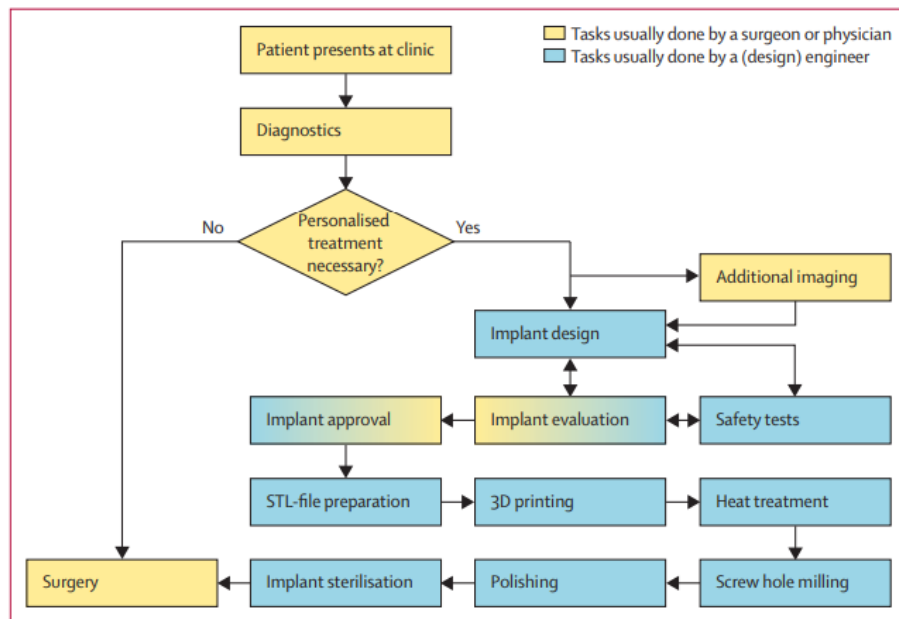 Patient presents at clinic
Tasks usually done by a surgeon or physician
Tasks usually done by a (design) engineer
Diagnostics
No
Personalised
treatment
necessary?
Yes
Additional imaging
Implant design
Implant approval
Implant evaluation
Safety tests
STL-file preparation
3D printing
Heat treatment
Surgery
Implant sterilisation
Polishing
Screw hole milling